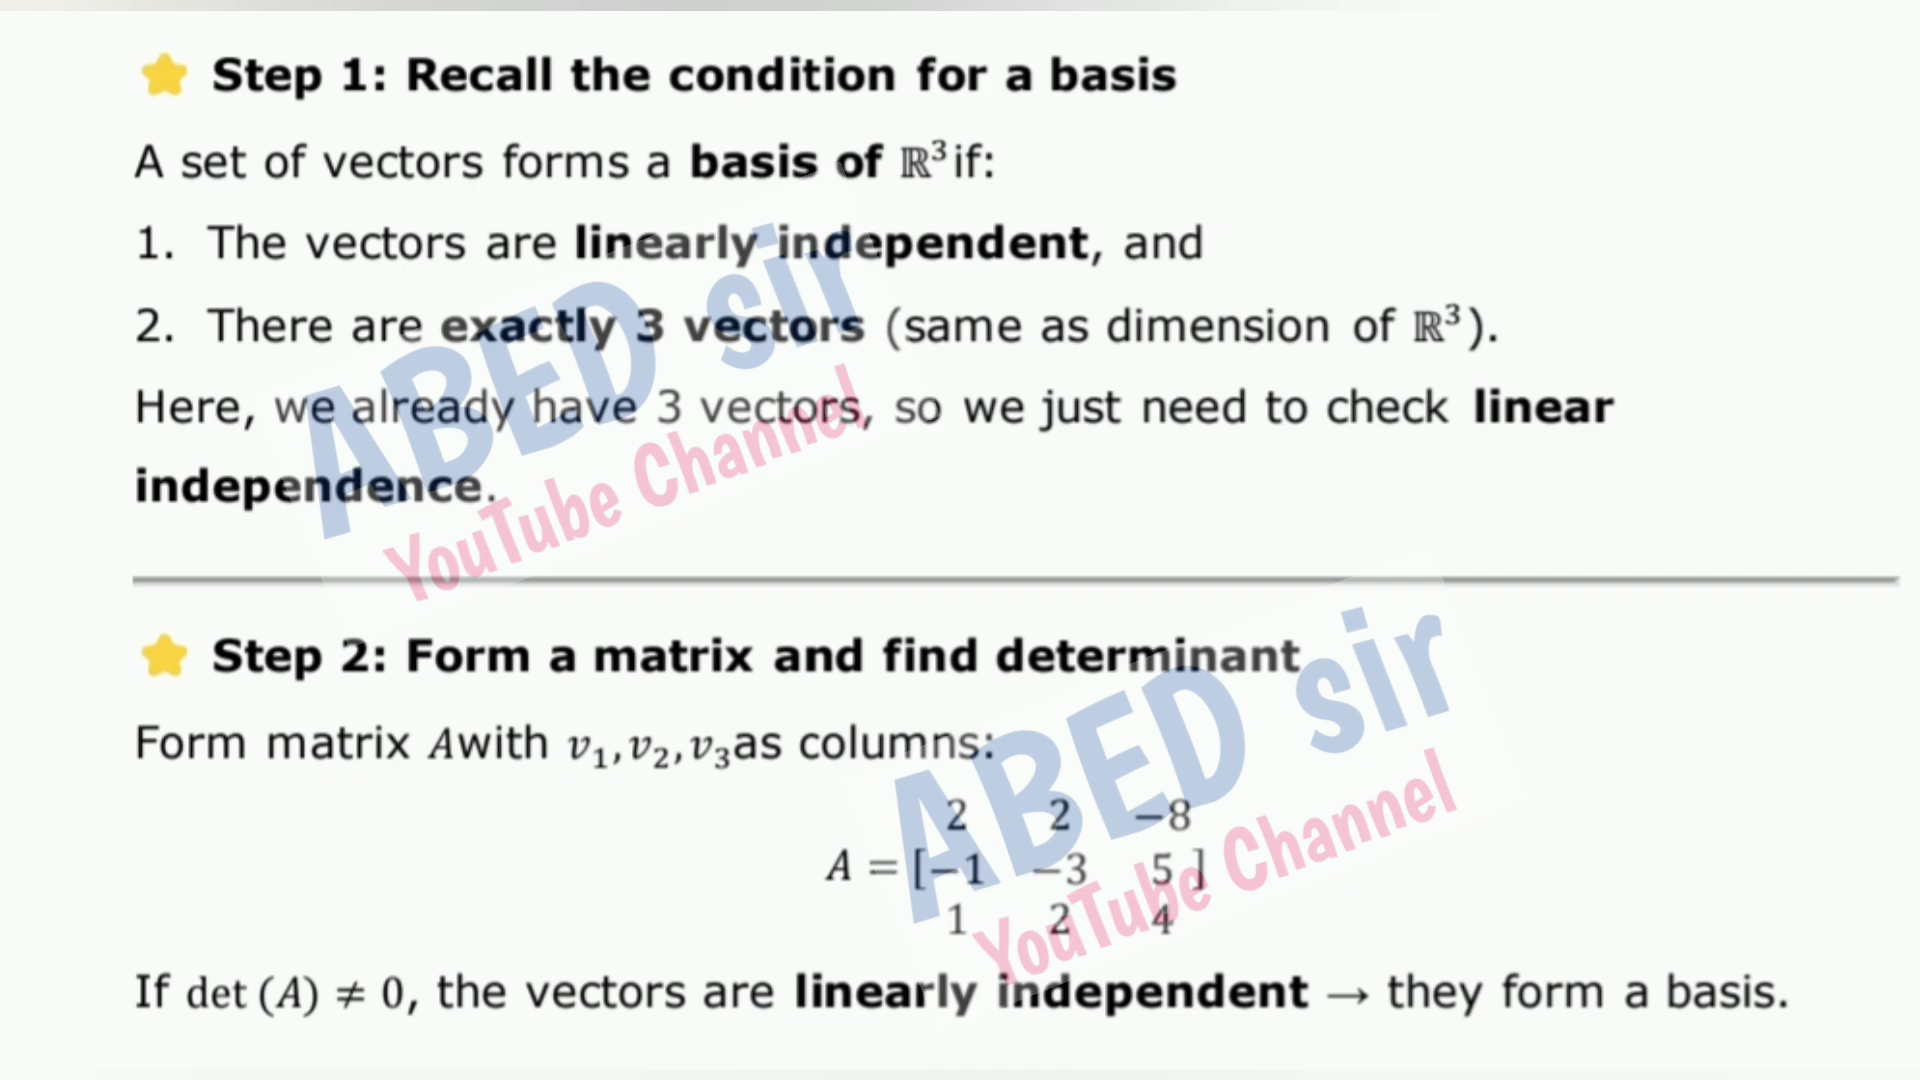 Step 1: Recall the condition for a basis
A set of vectors forms a basis of ℝ³ if:
1. The vectors are linearly independent, and
2. There are exactly 3 vectors (same as dimension of ℝ³).
Here, we already have 3 vectors, so we just need to check linear
independence.
ABED sir
YouTube Channel
Step 2: Form a matrix and find determinant
Form matrix A with v₁, v₂, v₃ as columns:
2 2 −8
A = [−1 −3 5 ]
1 2 4
ABED sir
YouTube Channel
If det (A) ≠ 0, the vectors are linearly independent → they form a basis.